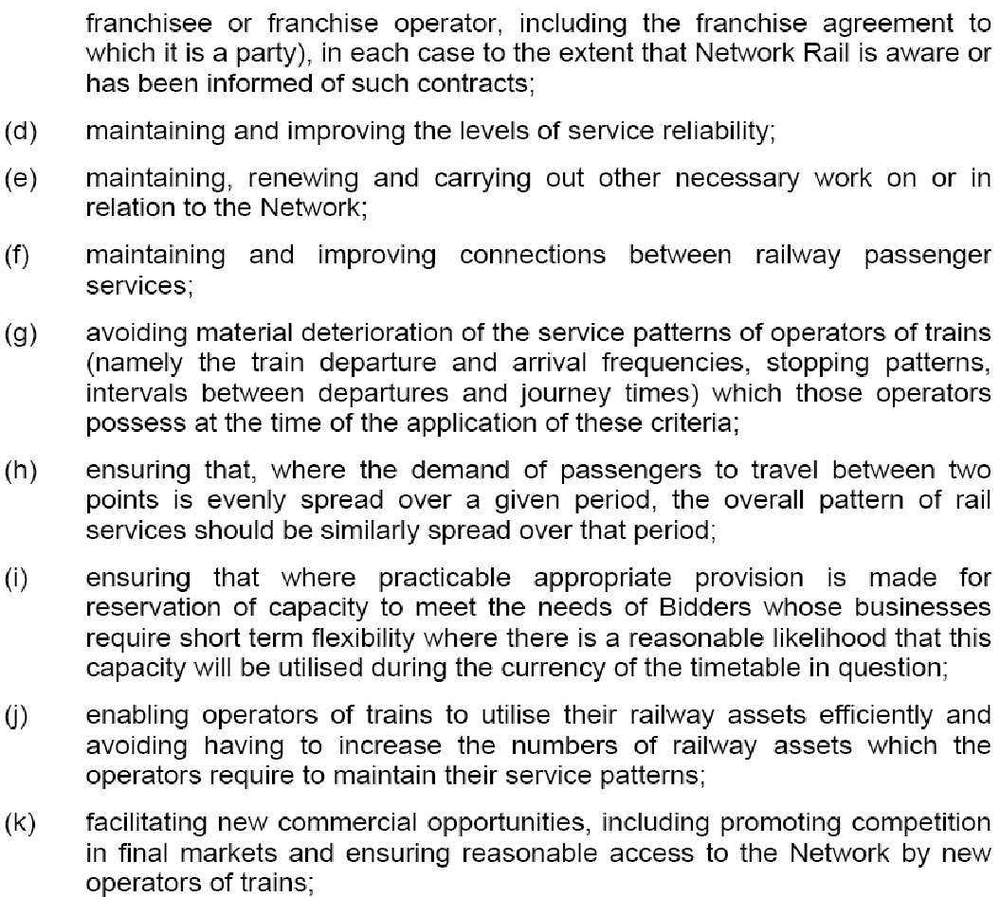 franchisee or franchise operator, including the franchise agreement to
which it is a party), in each case to the extent that Network Rail is aware or
has been informed of such contracts;
(d) maintaining and improving the levels of service reliability;
(e) maintaining, renewing and carrying out other necessary work on or in
relation to the Network;
(f) maintaining and improving connections between railway passenger
services;
(g) avoiding material deterioration of the service patterns of operators of trains
(namely the train departure and arrival frequencies, stopping patterns,
intervals between departures and journey times) which those operators
possess at the time of the application of these criteria;
(h) ensuring that, where the demand of passengers to travel between two
points is evenly spread over a given period, the overall pattern of rail
services should be similarly spread over that period;
(i) ensuring that where practicable appropriate provision is made for
reservation of capacity to meet the needs of Bidders whose businesses
require short term flexibility where there is a reasonable likelihood that this
capacity will be utilised during the currency of the timetable in question;
(j) enabling operators of trains to utilise their railway assets efficiently and
avoiding having to increase the numbers of railway assets which the
operators require to maintain their service patterns;
(k) facilitating new commercial opportunities, including promoting competition
in final markets and ensuring reasonable access to the Network by new
operators of trains;